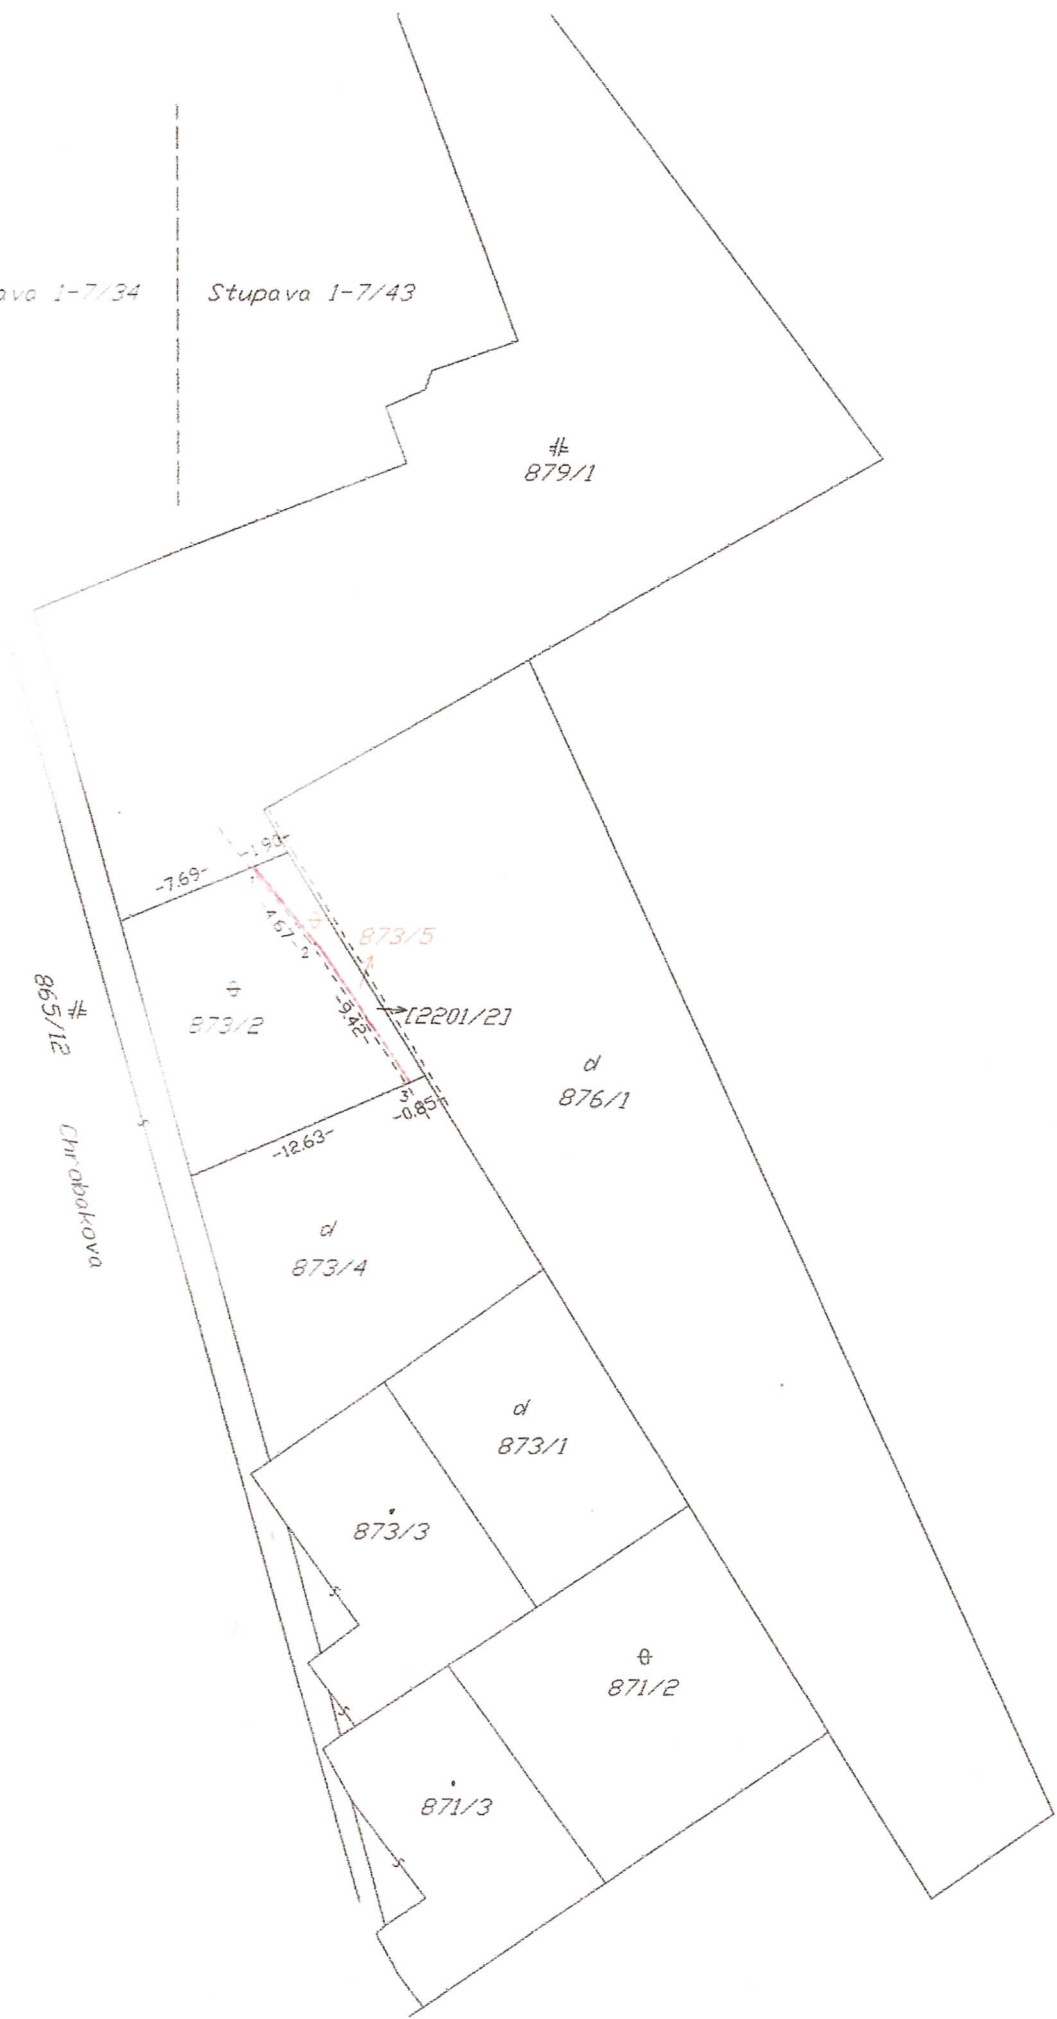 ava 1-7/34
Stupava 1-7/43
879/1
-1.90-
-7.69-
1
-4.67-
2
873/5
873/2
-9.42-
[2201/2]
865/12
Chrobakova
s
d
876/1
3
-0.85-
-12.63-
d
873/4
d
873/1
873/3
s
871/2
s
871/3
s